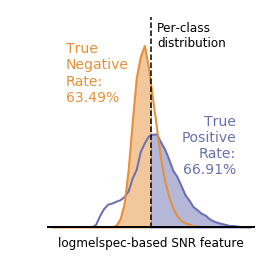 Per-class
distribution
True
Negative
Rate:
63.49%
True
Positive
Rate:
66.91%
logmelspec-based SNR feature